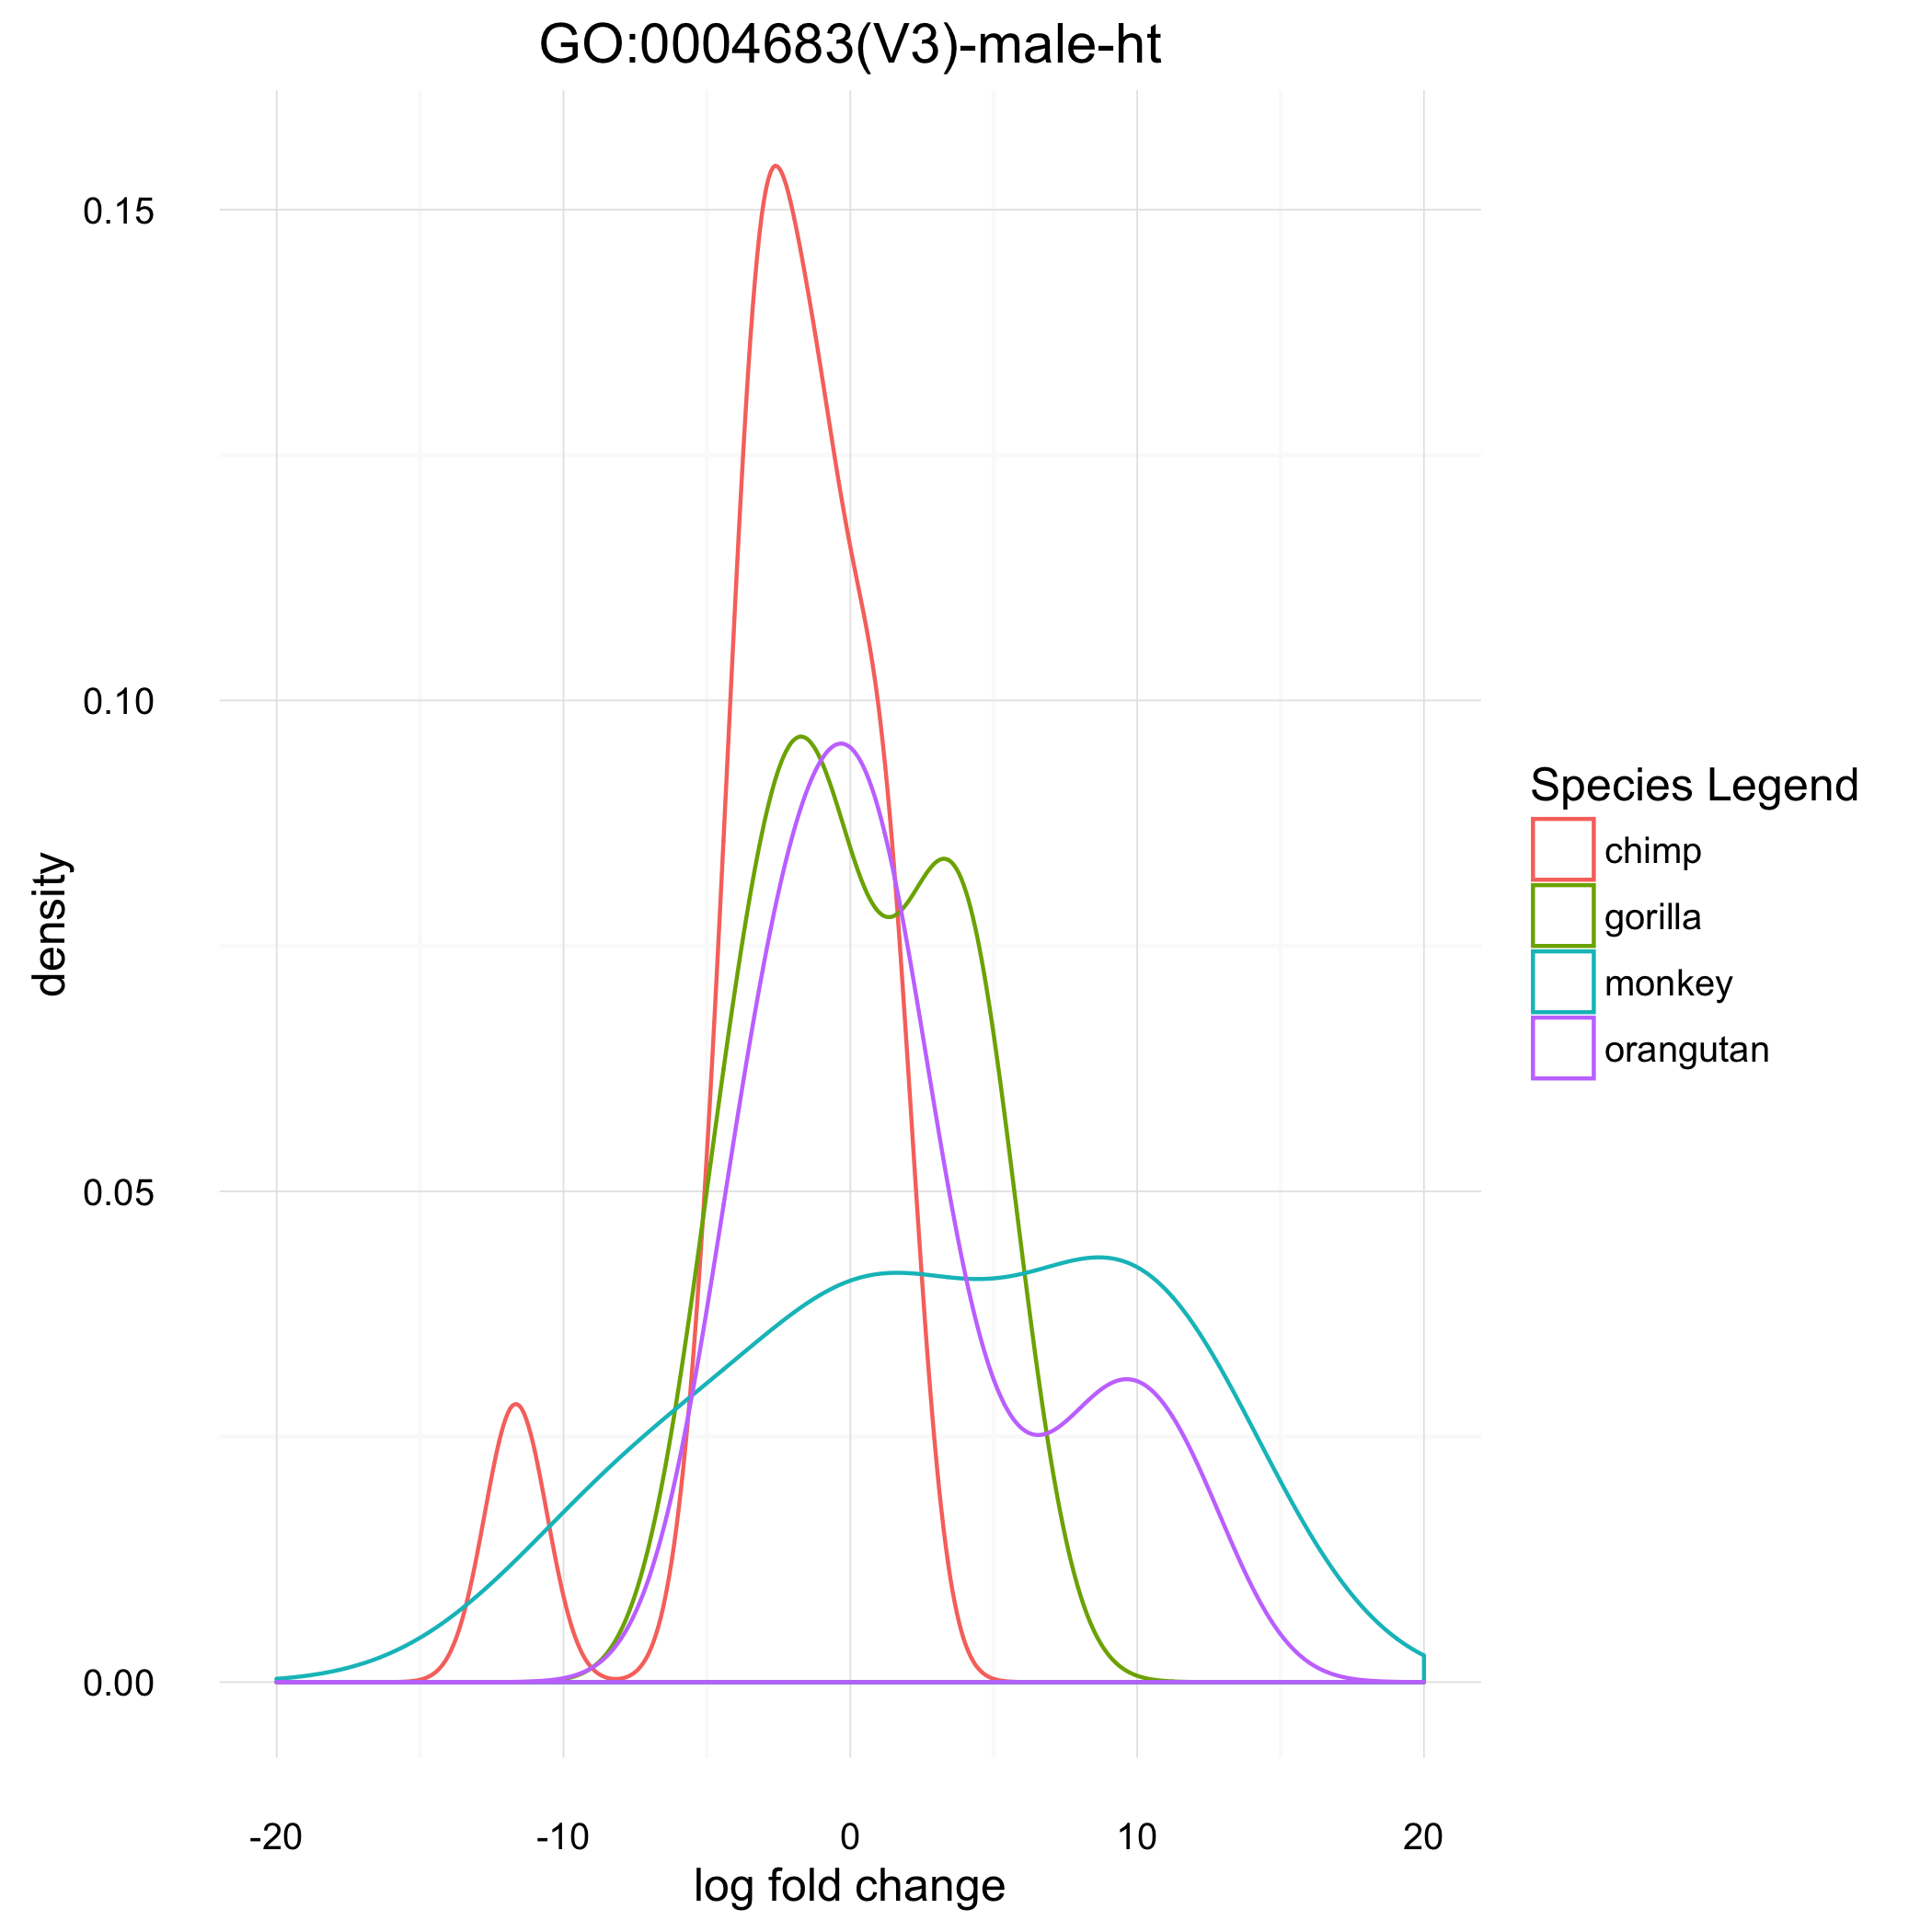 GO:0004683(V3)-male-ht
0.15
0.10
0.05
0.00
density
-20 -10 0 10 20
log fold change
Species Legend
chimp
gorilla
monkey
orangutan